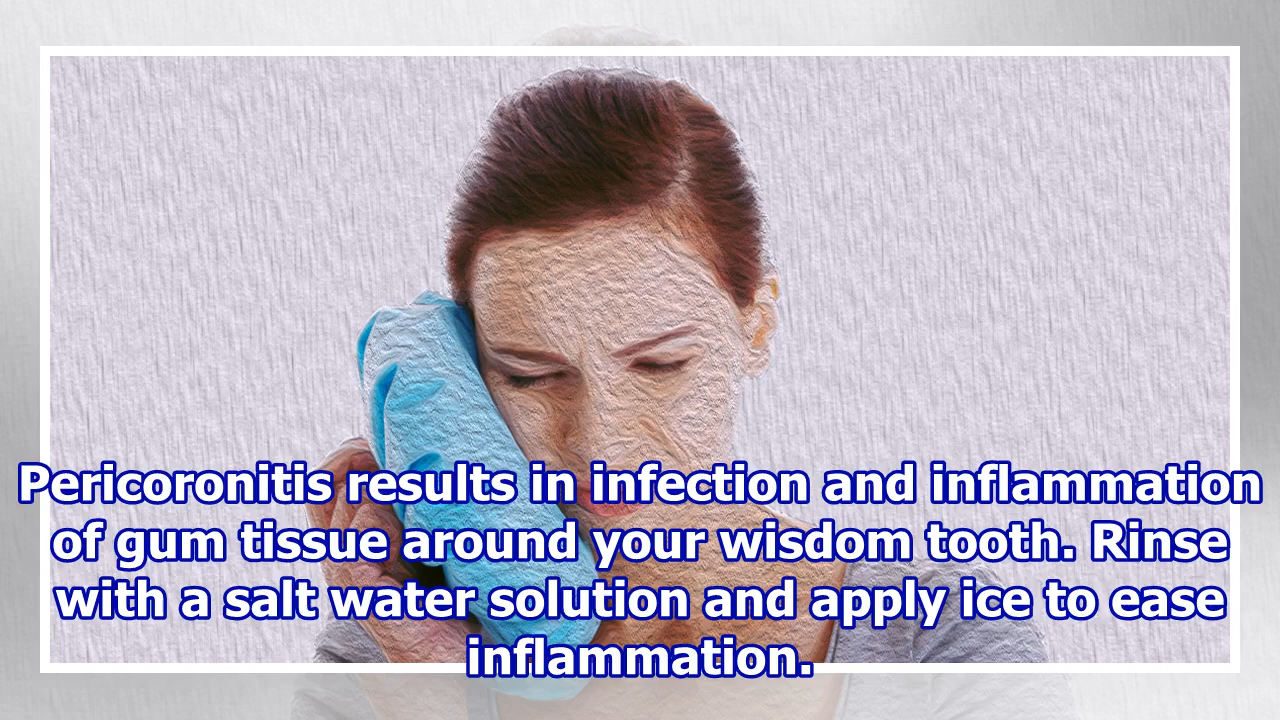 Pericoronitis results in infection and inflammation
of gum tissue around your wisdom tooth. Rinse
with a salt water solution and apply ice to ease
inflammation.